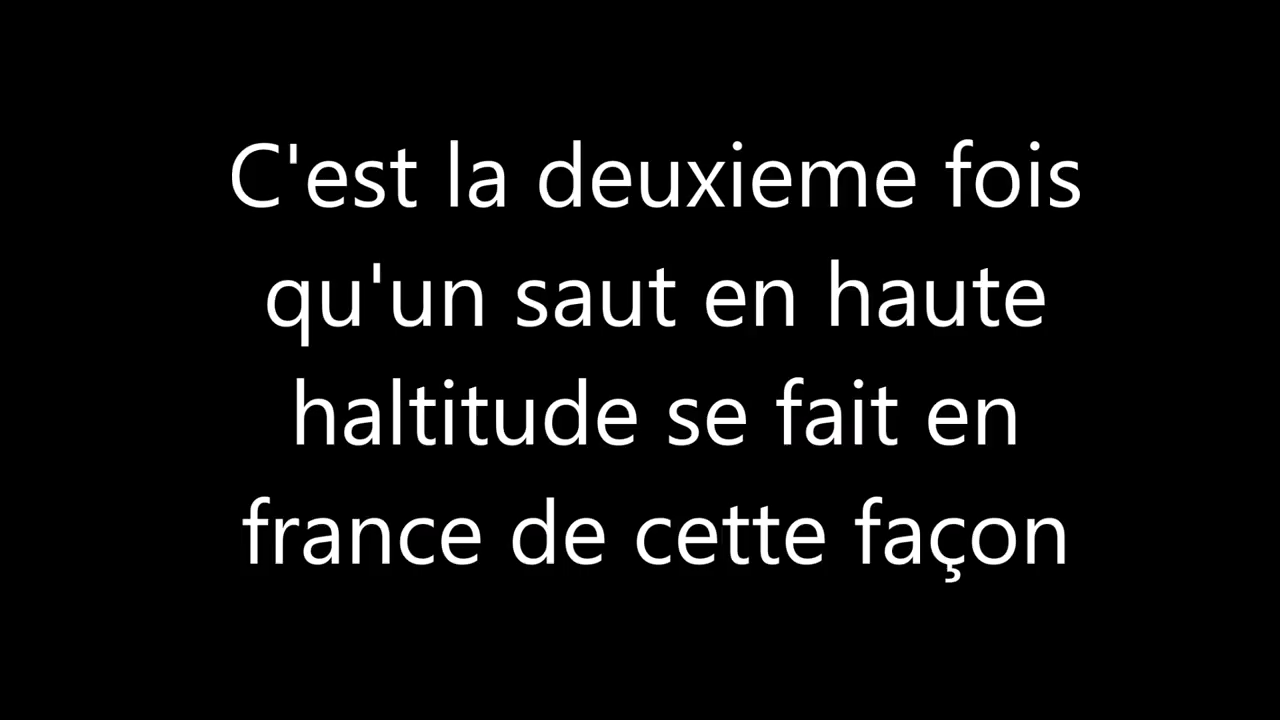 C'est la deuxieme fois
qu'un saut en haute
haltitude se fait en
france de cette façon